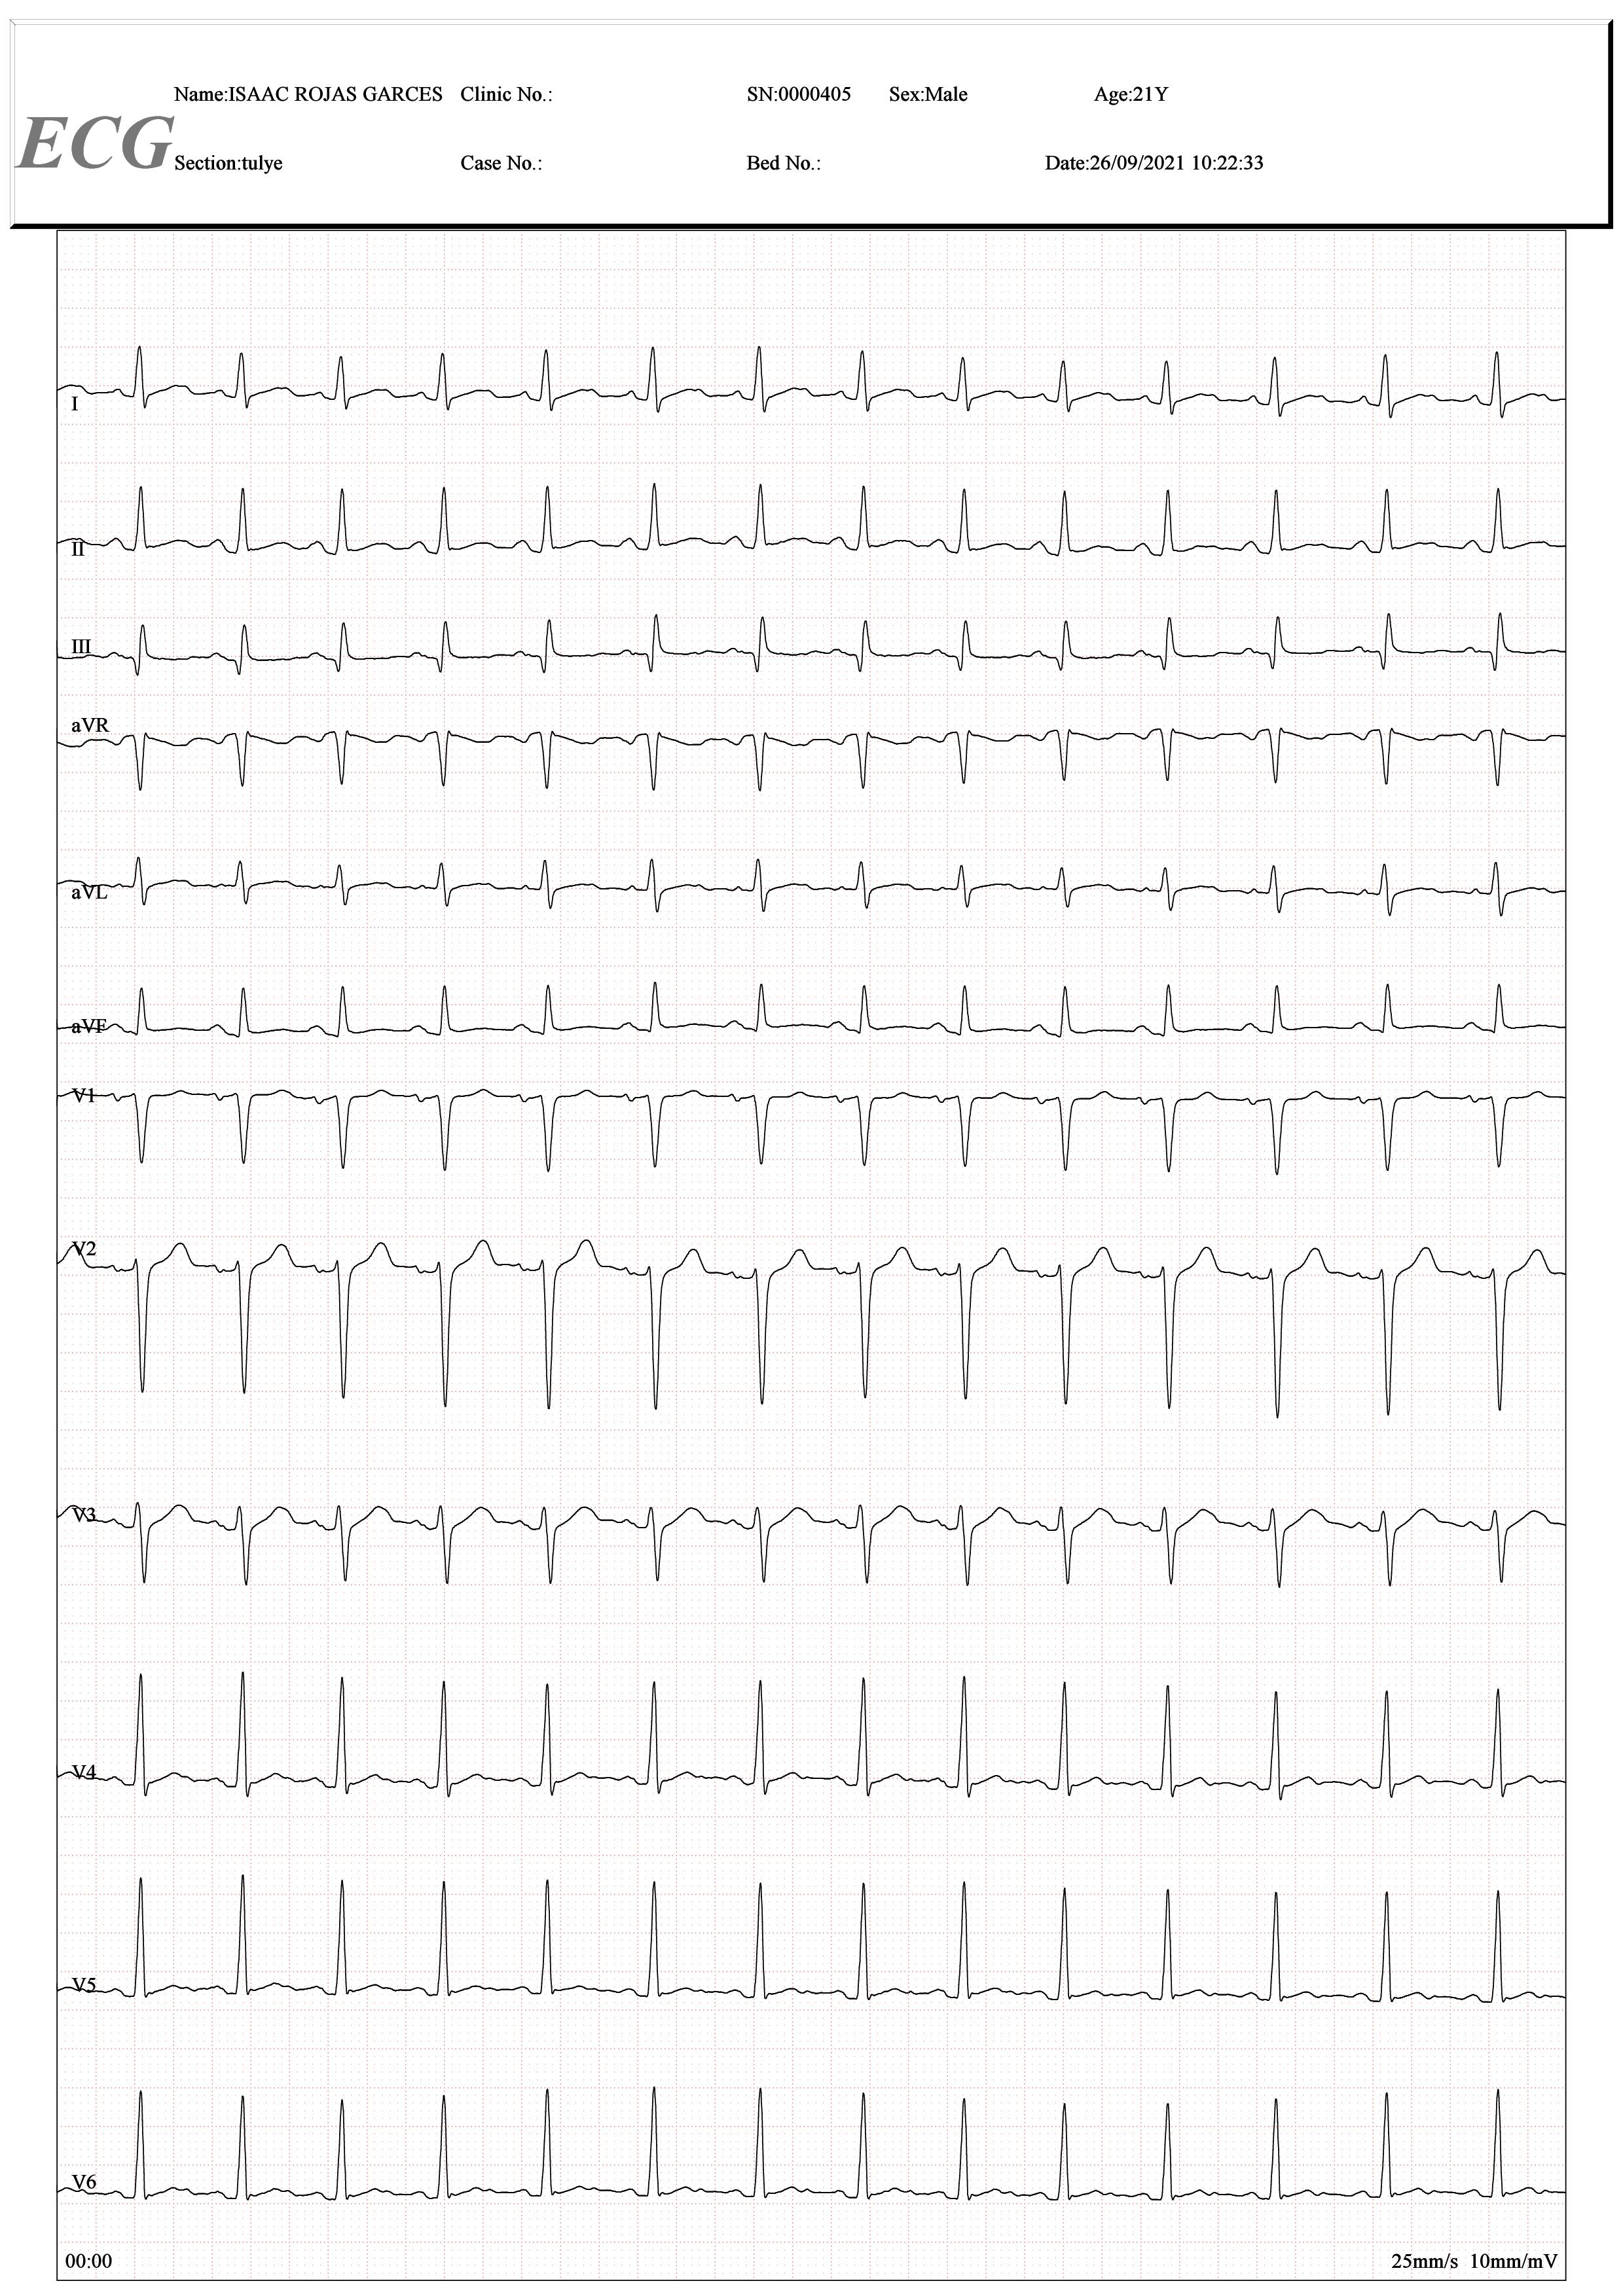 ECG
Name:ISAAC ROJAS GARCES Clinic No.: SN:0000405 Sex:Male Age:21Y
Section:tulye Case No.: Bed No.: Date:26/09/2021 10:22:33
I
II
III
aVR
aVL
aVF
V1
V2
V3
V4
V5
V6
00:00 25mm/s 10mm/mV